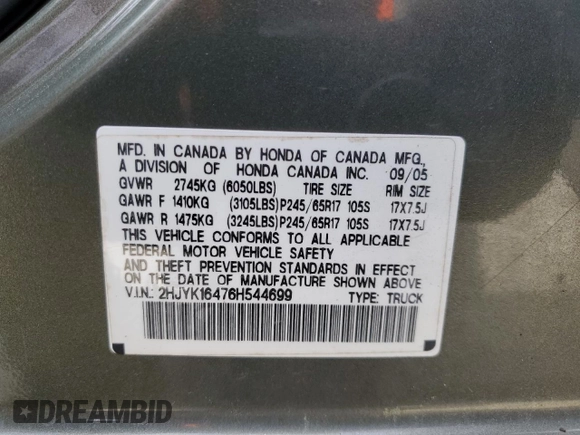 MFD. IN CANADA BY HONDA OF CANADA MFG.,
A DIVISION OF HONDA CANADA INC. 09/05
GVWR 2745KG (6050LBS) TIRE SIZE RIM SIZE
GAWR F 1410KG (3105LBS)P245/65R17 105S 17X7.5J
GAWR R 1475KG (3245LBS)P245/65R17 105S 17X7.5J
THIS VEHICLE CONFORMS TO ALL APPLICABLE
FEDERAL MOTOR VEHICLE SAFETY
AND THEFT PREVENTION STANDARDS IN EFFECT
ON THE DATE OF MANUFACTURE SHOWN ABOVE
V.I.N.: 2HJYK16476H544699 TYPE: TRUCK
DREAMBID